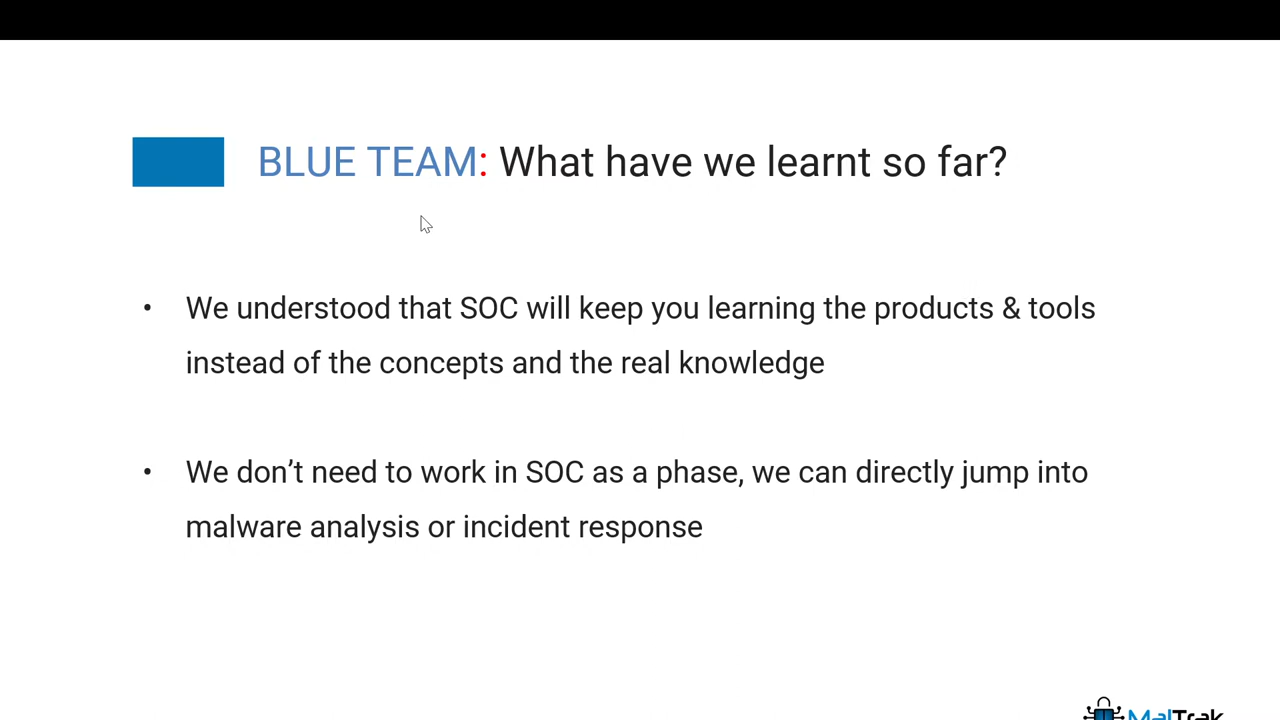 BLUE TEAM: What have we learnt so far?
• We understood that SOC will keep you learning the products & tools
instead of the concepts and the real knowledge
• We don’t need to work in SOC as a phase, we can directly jump into
malware analysis or incident response
MalTrak